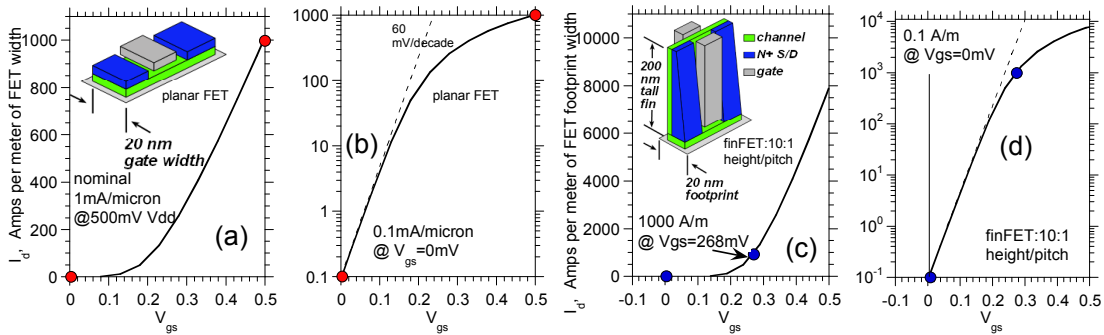 1000
800
600
400
200
0
0
0.1
0.2
0.3
0.4
0.5
V_gs
I_d, Amps per meter of FET width
planar FET
20 nm
gate width
nominal
1mA/micron
@500mV Vdd
(a)
1000
100
10
1
0.1
0
0.1
0.2
0.3
0.4
0.5
V_gs
60
mV/decade
planar FET
(b)
0.1mA/micron
@ V_gs=0mV
I_d, Amps per meter of FET footprint width
10000
8000
6000
4000
2000
0
-0.1
0
0.1
0.2
0.3
0.4
0.5
V_gs
channel
N+ S/D
gate
200
nm
tall
fin
finFET:10:1
height/pitch
20 nm
footprint
1000 A/m
@ Vgs=268mV
(c)
10^4
10^3
10^2
10^1
10^0
10^-1
-0.1
0
0.1
0.2
0.3
0.4
0.5
V_gs
0.1 A/m
@ Vgs=0mV
(d)
finFET:10:1
height/pitch